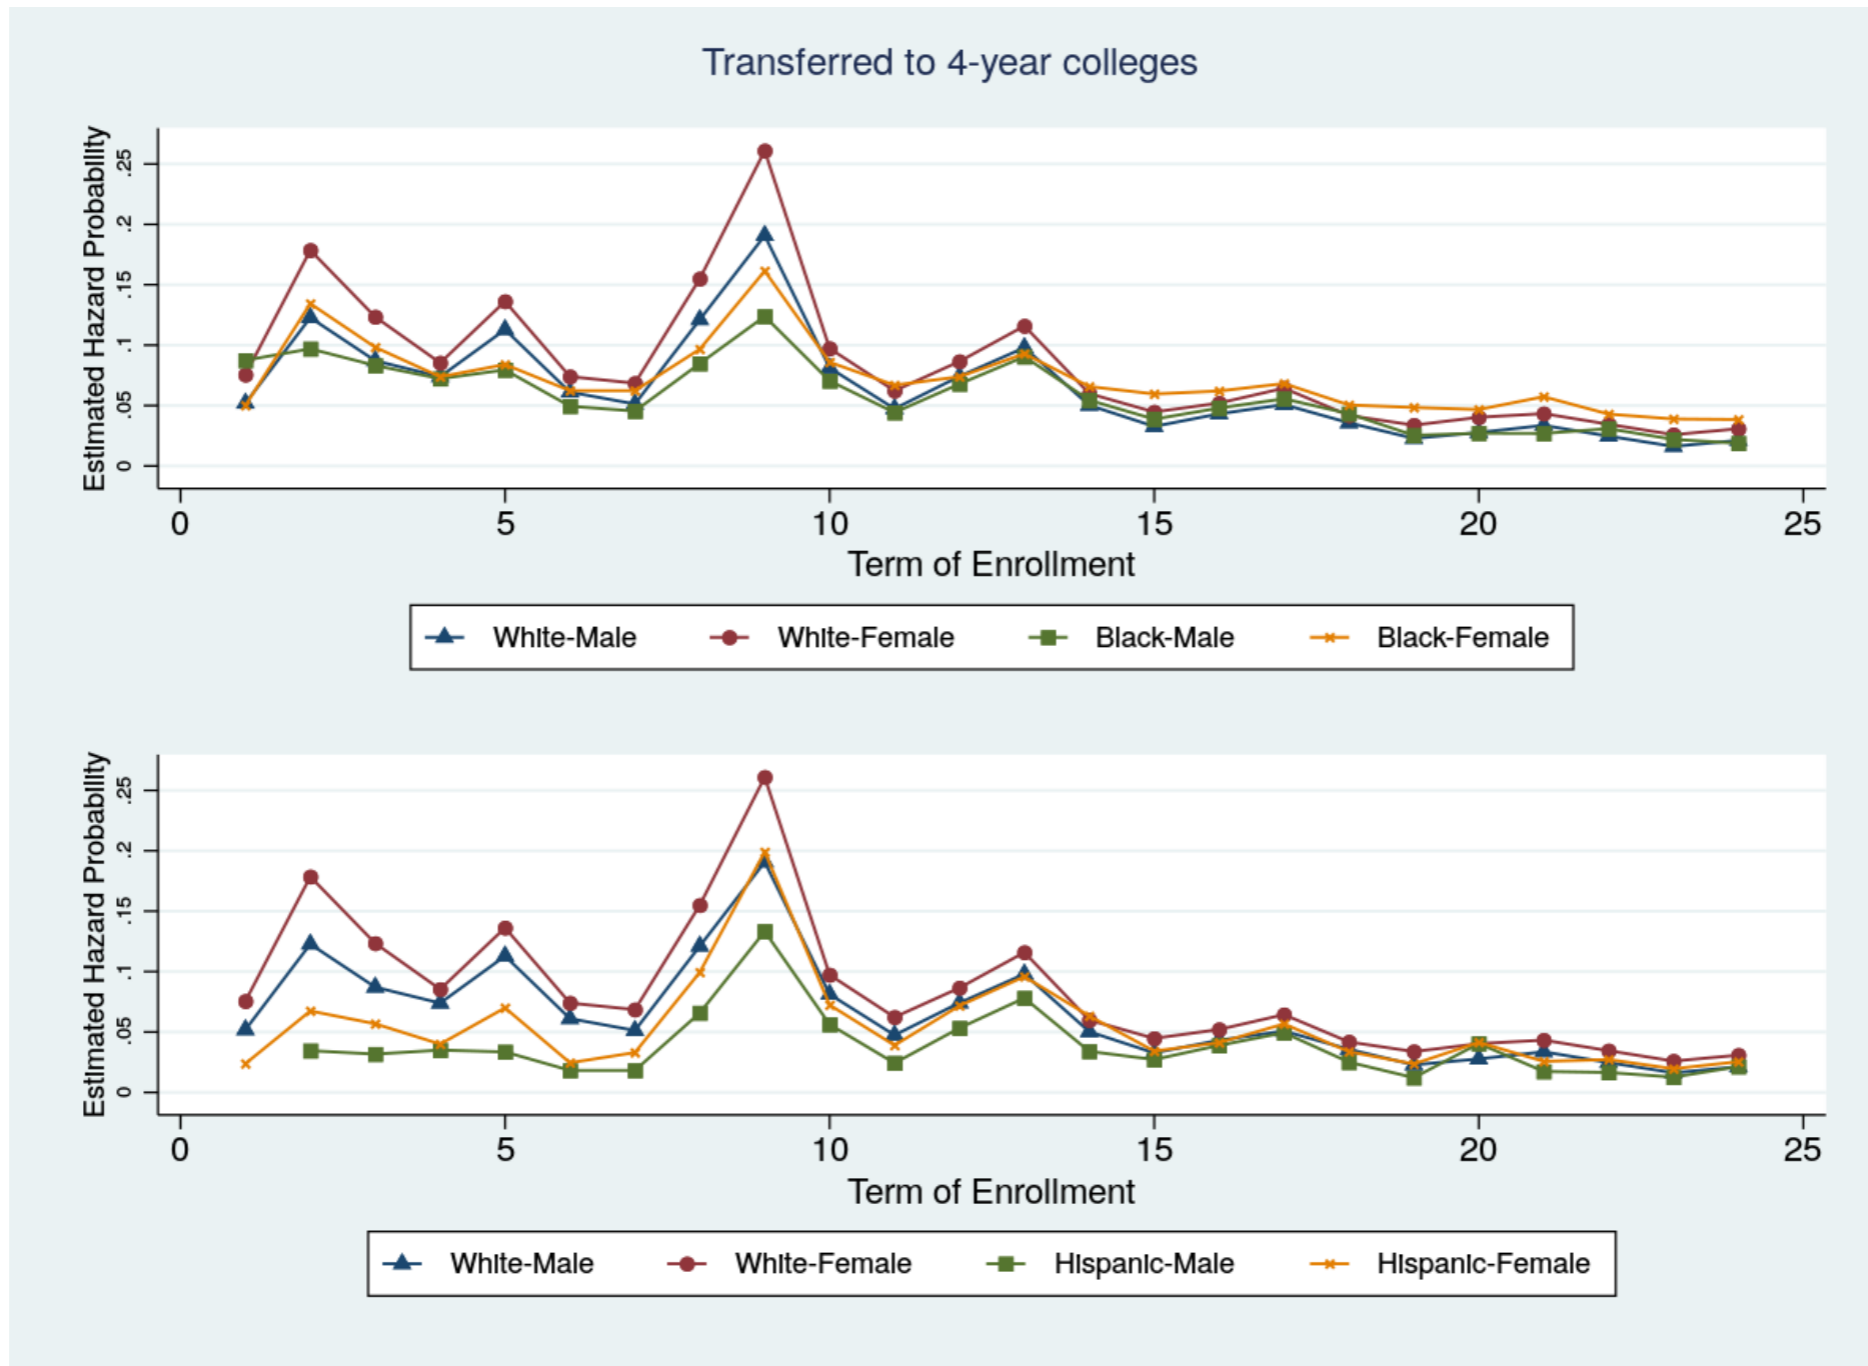 Transferred to 4-year colleges
Estimated Hazard Probability
.25
.2
.15
.1
.05
0
0 5 10 15 20 25
Term of Enrollment
White-Male White-Female Black-Male Black-Female
Estimated Hazard Probability
.25
.2
.15
.1
.05
0
0 5 10 15 20 25
Term of Enrollment
White-Male White-Female Hispanic-Male Hispanic-Female